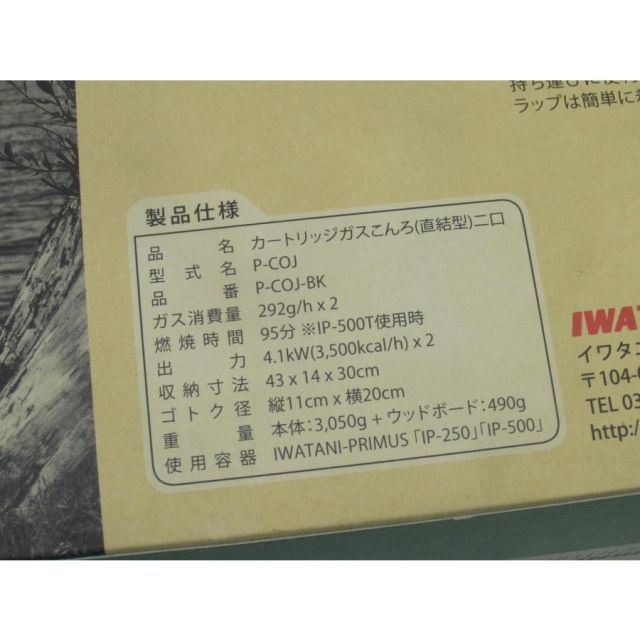 持ち運びに便利
ラップは簡単に
製品仕様
品名 カートリッジガスこんろ(直結型)二口
型式名 P-COJ
品番 P-COJ-BK
ガス消費量 292g/h x 2
燃焼時間 95分 ※IP-500T使用時
出力 4.1kW(3,500kcal/h) x 2
収納寸法 43 x 14 x 30cm
ゴトク径 縦11cm x 横20cm
重量 本体:3,050g + ウッドボード:490g
使用容器 IWATANI-PRIMUS 「IP-250」「IP-500」
IWAT
イワタニ
〒104-0
TEL 03
http:/